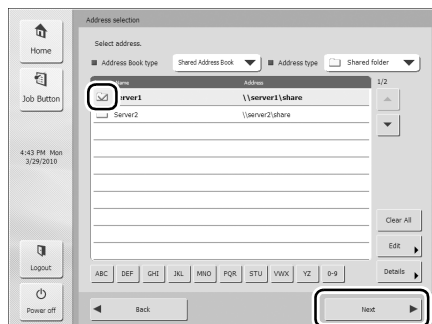 Address selection
Home
Select address.
Address Book type
Shared Address Book
Address type
Shared folder
Name
Address
1/2
Job Button
Server1
\\server1\share
Server2
\\server2\share
4:43 PM Mon
3/29/2010
Clear All
Edit
Logout
ABC DEF GHI JKL MNO PQR STU VWX YZ 0-9
Details
Power off
Back
Next